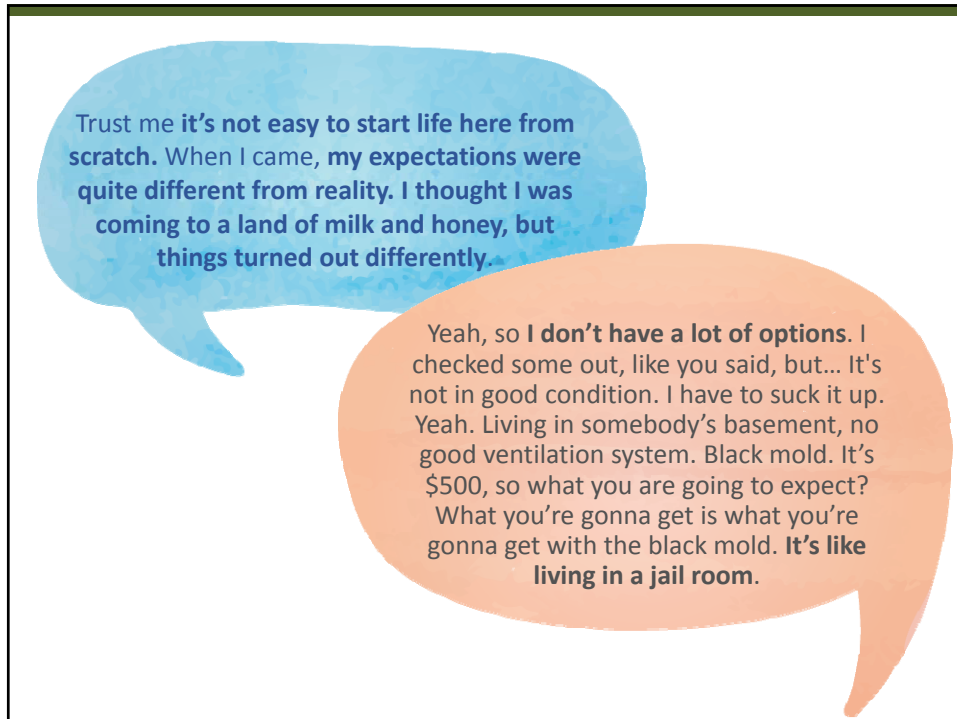 Trust me it’s not easy to start life here from
scratch. When I came, my expectations were
quite different from reality. I thought I was
coming to a land of milk and honey, but
things turned out differently.
Yeah, so I don’t have a lot of options. I
checked some out, like you said, but… It's
not in good condition. I have to suck it up.
Yeah. Living in somebody’s basement, no
good ventilation system. Black mold. It’s
$500, so what you are going to expect?
What you’re gonna get is what you’re
gonna get with the black mold. It’s like
living in a jail room.